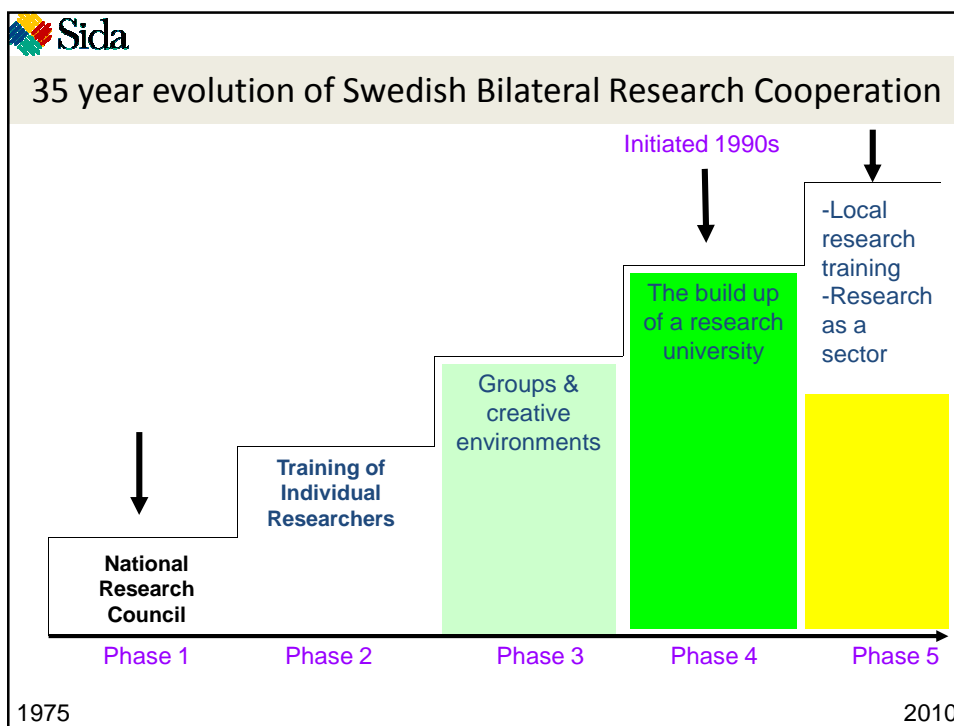 Sida
35 year evolution of Swedish Bilateral Research Cooperation
Initiated 1990s
-Local
research
training
-Research
as a
sector
The build up
of a research
university
Groups &
creative
environments
Training of
Individual
Researchers
National
Research
Council
Phase 1
Phase 2
Phase 3
Phase 4
Phase 5
1975
2010